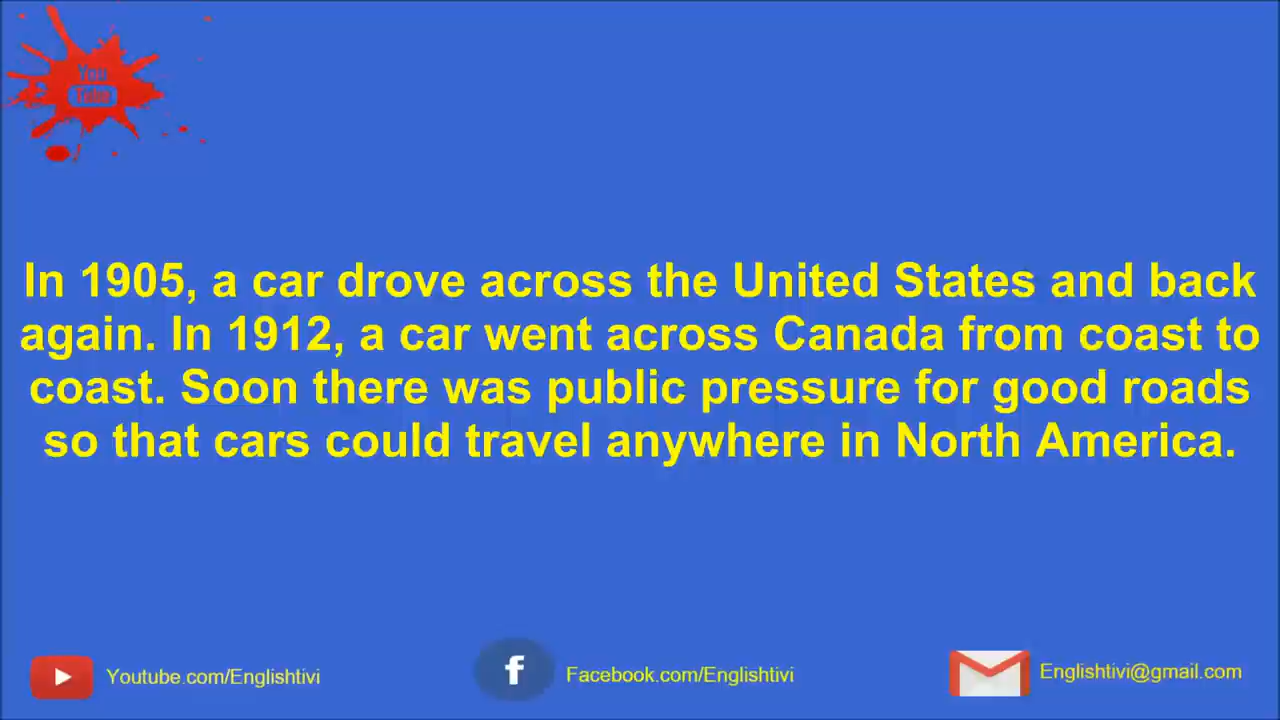 You
Tube
In 1905, a car drove across the United States and back
again. In 1912, a car went across Canada from coast to
coast. Soon there was public pressure for good roads
so that cars could travel anywhere in North America.
Youtube.com/Englishtivi
f
Facebook.com/Englishtivi
Englishtivi@gmail.com